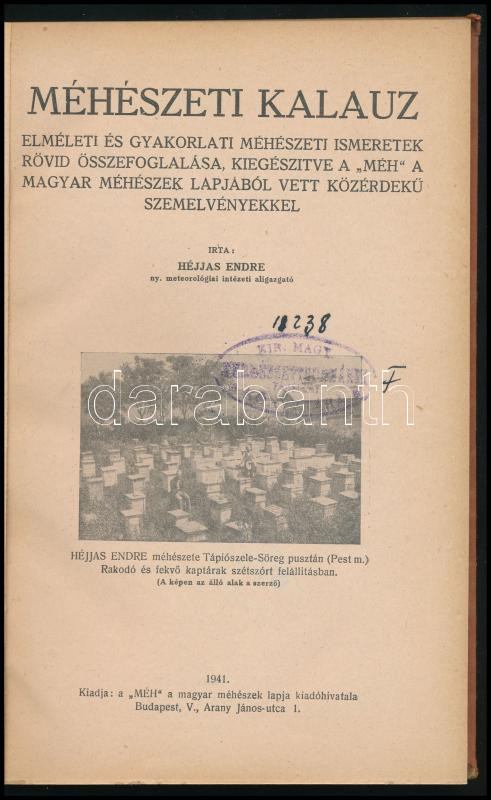 MÉHÉSZETI KALAUZ
ELMÉLETI ÉS GYAKORLATI MÉHÉSZETI ISMERETEK
RÖVID ÖSSZEFOGLALÁSA, KIEGÉSZITVE A „MÉH“ A
MAGYAR MÉHÉSZEK LAPJÁBÓL VETT KÖZÉRDEKŰ
SZEMELVÉNYEKKEL
IRTA:
HÉJJAS ENDRE
ny. meteorológiai intézeti aligazgató
18238
KIR. MAGY.
F
darabanth
HÉJJAS ENDRE méhészete Tápiószele-Söreg pusztán (Pest m.)
Rakodó és fekvő kaptárak szétszórt felállításban.
(A képen az álló alak a szerző)
1941.
Kiadja: a „MÉH“ a magyar méhészek lapja kiadóhivatala
Budapest, V., Arany János-utca 1.